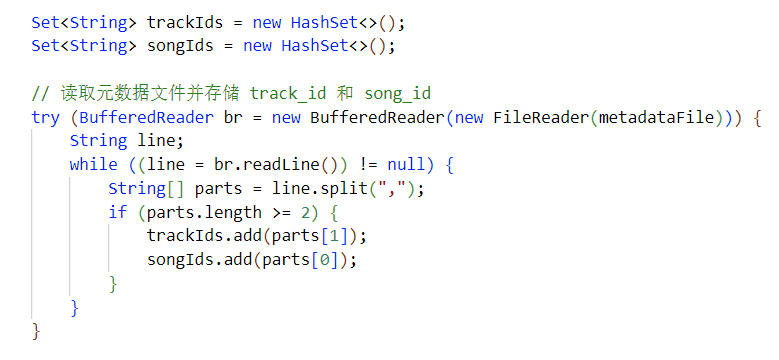 Set<String> trackIds = new HashSet<>();
Set<String> songIds = new HashSet<>();

// 读取元数据文件并存储 track_id 和 song_id
try (BufferedReader br = new BufferedReader(new FileReader(metadataFile))) {
    String line;
    while ((line = br.readLine()) != null) {
        String[] parts = line.split(",");
        if (parts.length >= 2) {
            trackIds.add(parts[1]);
            songIds.add(parts[0]);
        }
    }
}